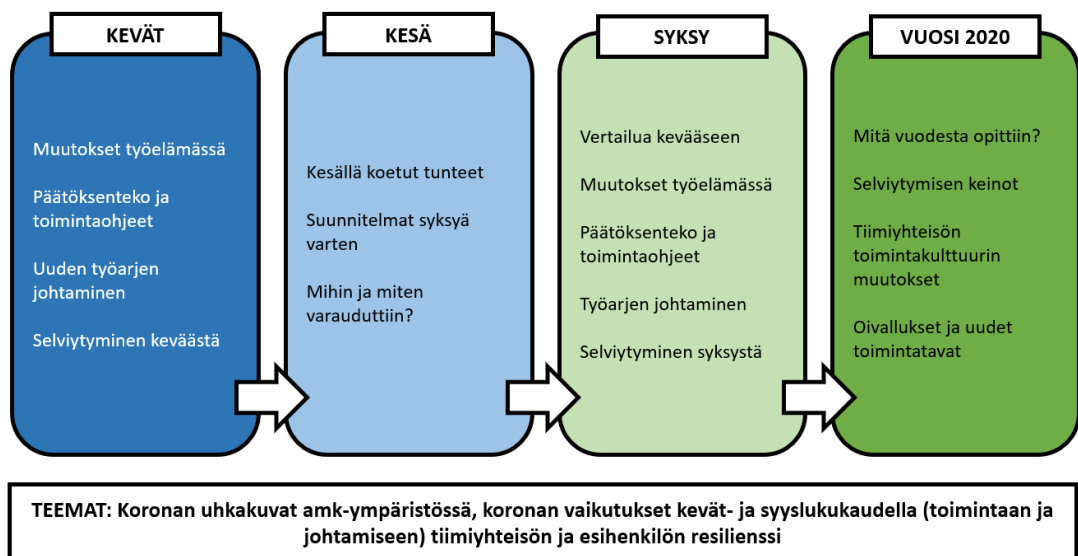 KEVÄT
Muutokset työelämässä
Päätöksenteko ja
toimintaohjeet
Uuden työarjen
johtaminen
Selviytyminen keväästä
KESÄ
Kesällä koetut tunteet
Suunnitelmat syksyä
varten
Mihin ja miten
varauduttiin?
SYKSY
Vertailua kevääseen
Muutokset työelämässä
Päätöksenteko ja
toimintaohjeet
Työarjen johtaminen
Selviytyminen syksystä
VUOSI 2020
Mitä vuodesta opittiin?
Selviytymisen keinot
Tiimiyhteisön
toimintakulttuurin
muutokset
Oivallukset ja uudet
toimintatavat
TEEMAT: Koronan uhkakuvat amk-ympäristössä, koronan vaikutukset kevät- ja syyslukukaudella (toimintaan ja
johtamiseen) tiimiyhteisön ja esihenkilön resilienssi